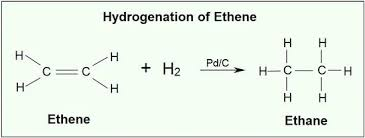 Hydrogenation of Ethene
H H H H
C C + H₂ Pd/C H C C H
H H H H
Ethene Ethane